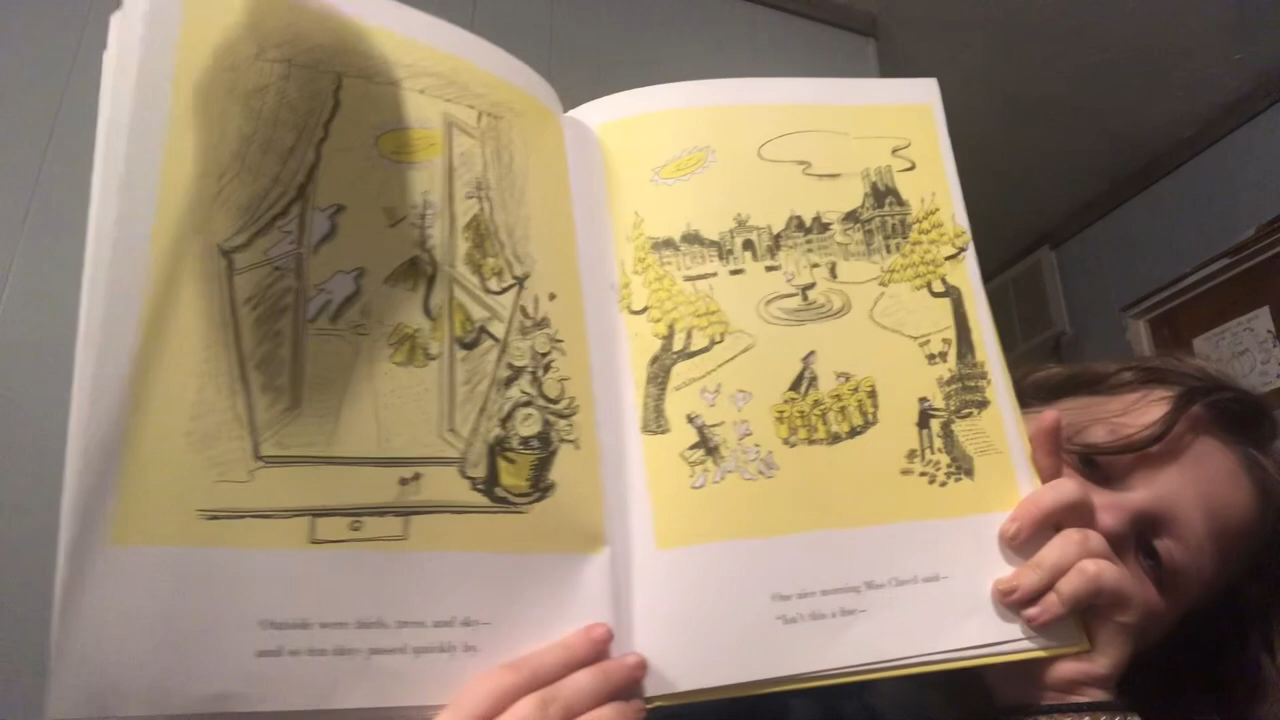 Outside were birds, trees, and sky—
and so ten days passed quickly by.
One nice morning Miss Clavel said—
"Isn't this a fine—